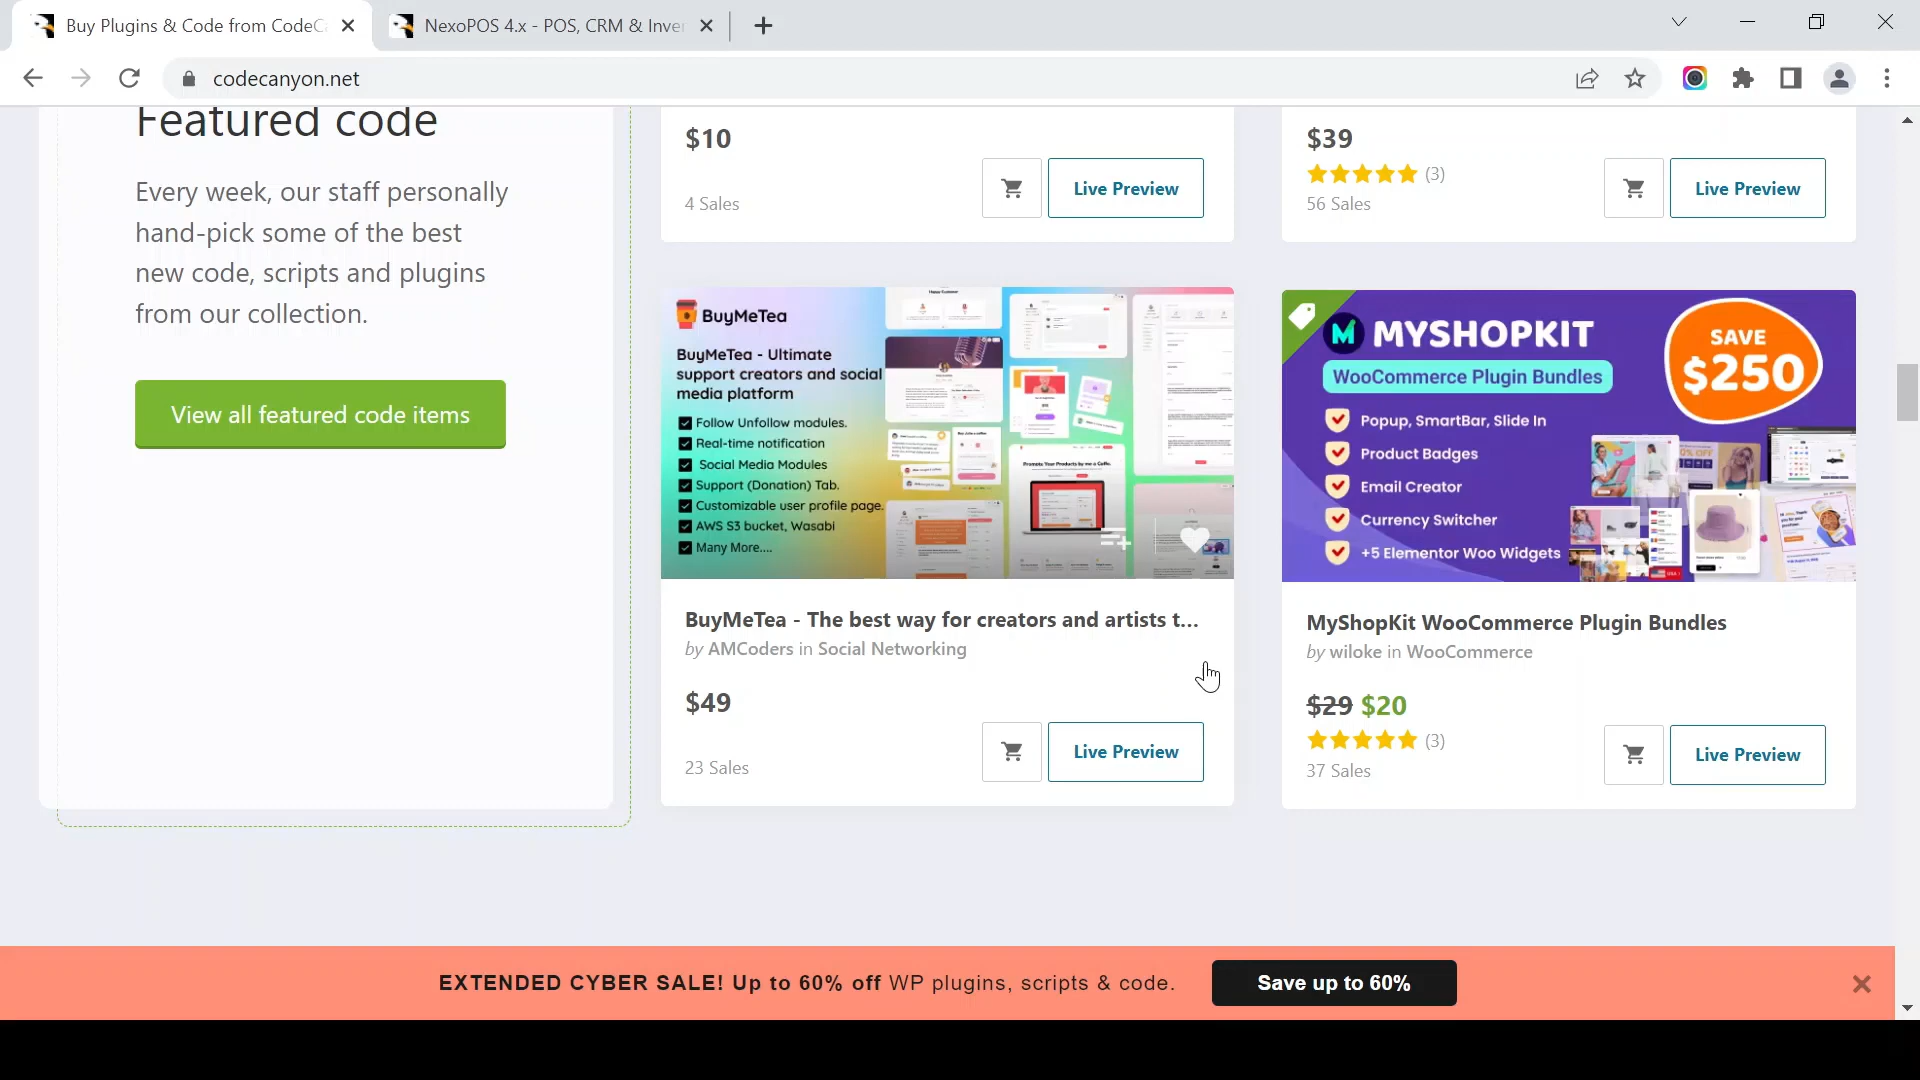 Buy Plugins & Code from CodeCa
NexoPOS 4.x - POS, CRM & Inver
codecanyon.net
Featured code
Every week, our staff personally
hand-pick some of the best
new code, scripts and plugins
from our collection.
View all featured code items
$10
4 Sales
Live Preview
$39
(3)
56 Sales
Live Preview
BuyMeTea
BuyMeTea - Ultimate
support creators and social
media platform
Follow Unfollow modules.
Real-time notification
Social Media Modules
Support (Donation) Tab.
Customizable user profile page.
AWS S3 bucket, Wasabi
Many More....
BuyMeTea - The best way for creators and artists t...
by AMCoders in Social Networking
$49
23 Sales
Live Preview
MYSHOPKIT
WooCommerce Plugin Bundles
SAVE
$250
Popup, SmartBar, Slide In
Product Badges
Email Creator
Currency Switcher
+5 Elementor Woo Widgets
MyShopKit WooCommerce Plugin Bundles
by wiloke in WooCommerce
$29 $20
(3)
37 Sales
Live Preview
EXTENDED CYBER SALE! Up to 60% off WP plugins, scripts & code.
Save up to 60%